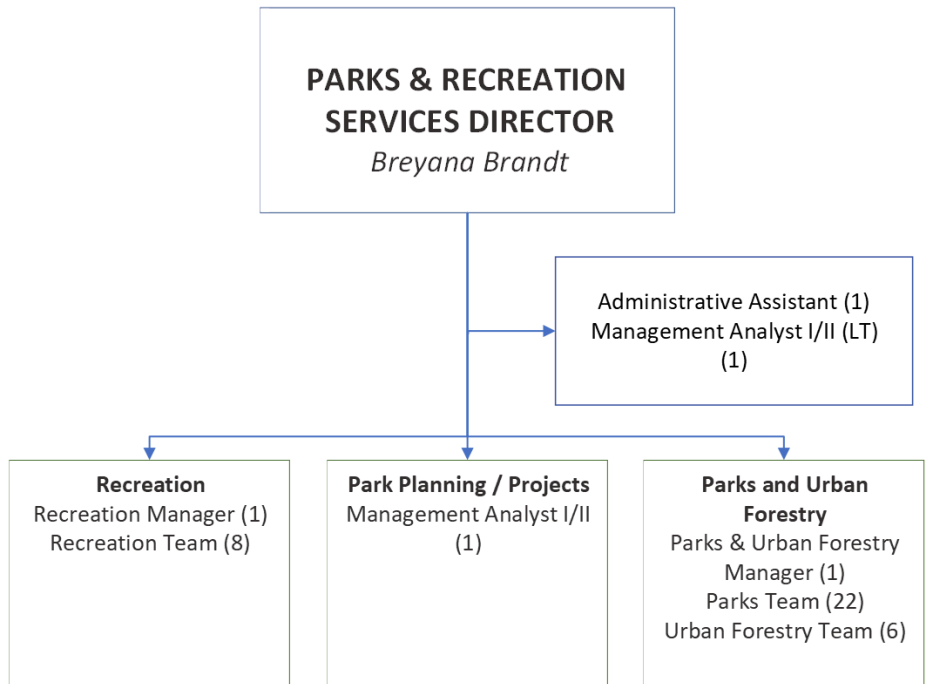 PARKS & RECREATION
SERVICES DIRECTOR
Breyana Brandt
Administrative Assistant (1)
Management Analyst I/II (LT)
(1)
Recreation
Recreation Manager (1)
Recreation Team (8)
Park Planning / Projects
Management Analyst I/II
(1)
Parks and Urban
Forestry
Parks & Urban Forestry
Manager (1)
Parks Team (22)
Urban Forestry Team (6)